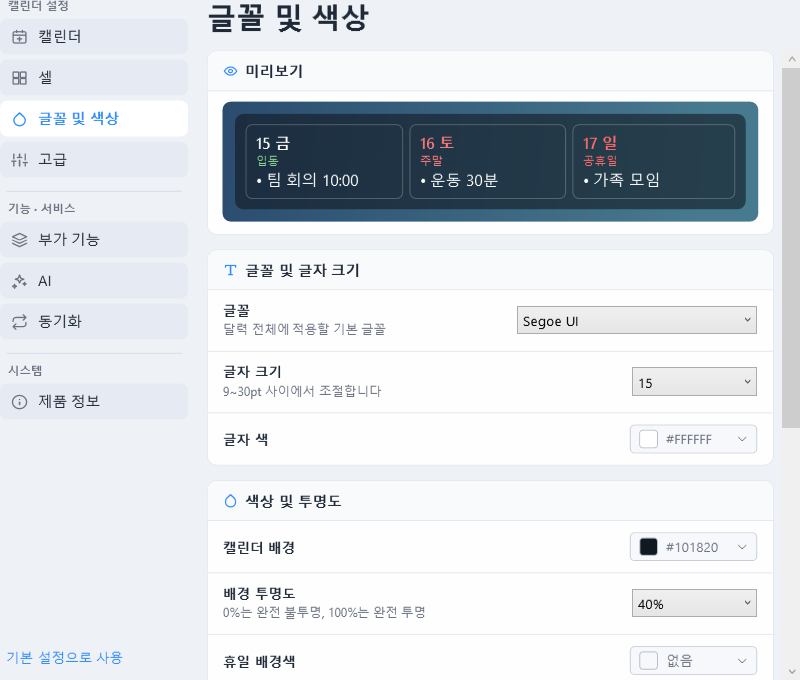 캘린더 설정
캘린더
셀
글꼴 및 색상
고급
기능 · 서비스
부가 기능
AI
동기화
시스템
제품 정보
기본 설정으로 사용
글꼴 및 색상
미리보기
15 금
입동
• 팀 회의 10:00
16 토
주말
• 운동 30분
17 일
공휴일
• 가족 모임
글꼴 및 글자 크기
글꼴
달력 전체에 적용할 기본 글꼴
Segoe UI
글자 크기
9~30pt 사이에서 조절합니다
15
글자 색
#FFFFFF
색상 및 투명도
캘린더 배경
#101820
배경 투명도
0%는 완전 불투명, 100%는 완전 투명
40%
휴일 배경색
없음